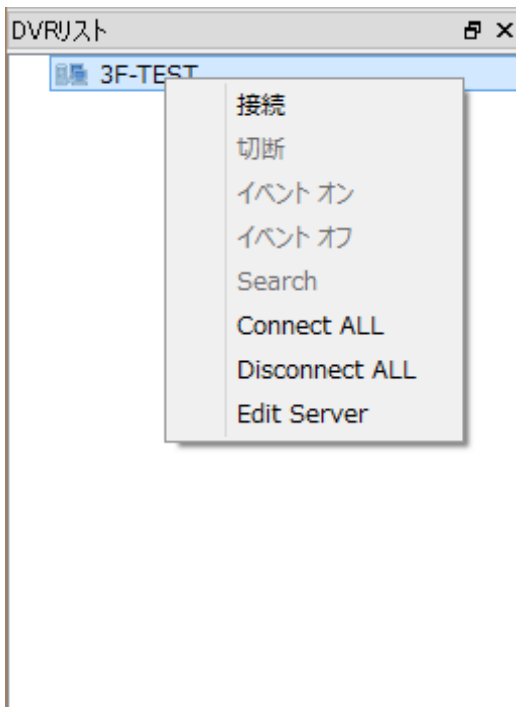 DVRリスト
3F-TEST
接続
切断
イベント オン
イベント オフ
Search
Connect ALL
Disconnect ALL
Edit Server